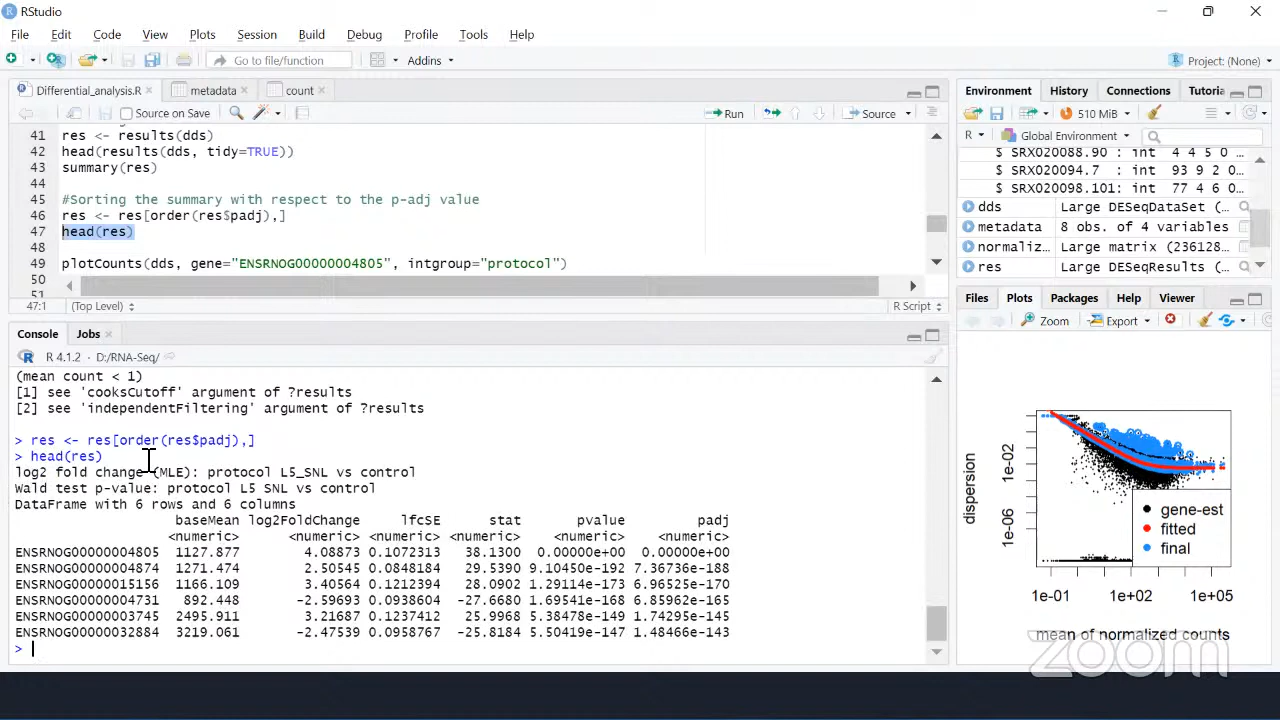 RStudio
File Edit Code View Plots Session Build Debug Profile Tools Help
Go to file/function Addins Project: (None)
Differential_analysis.R metadata count
Source on Save Run Source
41 res <- results(dds)
42 head(results(dds, tidy=TRUE))
43 summary(res)
44
45 #Sorting the summary with respect to the p-adj value
46 res <- res[order(res$padj),]
47 head(res)
48
49 plotCounts(dds, gene="ENSRNOG00000004805", intgroup="protocol")
50
51
47:1 (Top Level) R Script
Console Jobs
R 4.1.2 · D:/RNA-Seq/
(mean count < 1)
[1] see 'cooksCutoff' argument of ?results
[2] see 'independentFiltering' argument of ?results
> res <- res[order(res$padj),]
> head(res)
log2 fold change (MLE): protocol L5_SNL vs control
Wald test p-value: protocol L5 SNL vs control
DataFrame with 6 rows and 6 columns
baseMean log2FoldChange lfcSE stat pvalue padj
<numeric> <numeric> <numeric> <numeric> <numeric> <numeric>
ENSRNOG00000004805 1127.877 4.08873 0.1072313 38.1300 0.00000e+00 0.00000e+00
ENSRNOG00000004874 1271.474 2.50543 0.0848284 29.5390 9.10450e-192 7.36736e-188
ENSRNOG00000015156 1166.109 3.40564 0.1212394 28.0902 1.29114e-173 6.96525e-170
ENSRNOG00000004731 892.448 -2.59693 0.0938604 -27.6680 1.69541e-168 6.85962e-165
ENSRNOG00000003745 2495.911 3.21687 0.1237412 25.9968 5.38478e-149 1.74295e-145
ENSRNOG00000032884 3219.061 -2.47539 0.0958767 -25.8184 5.50419e-147 1.48466e-143
>
Environment History Connections Tutoria
510 MiB
R Global Environment
$ SRX020088.90 : int 4 4 5 0 …
$ SRX020094.7 : int 93 9 2 0…
$ SRX020098.101: int 77 4 6 0…
dds Large DESeqDataSet (…
metadata 8 obs. of 4 variables
normaliz… Large matrix (236128…
res Large DESeqResults (…
Files Plots Packages Help Viewer
Zoom Export
dispersion
1e-02
1e-06
gene-est
fitted
final
1e-01 1e+02 1e+05
mean of normalized counts
zoom